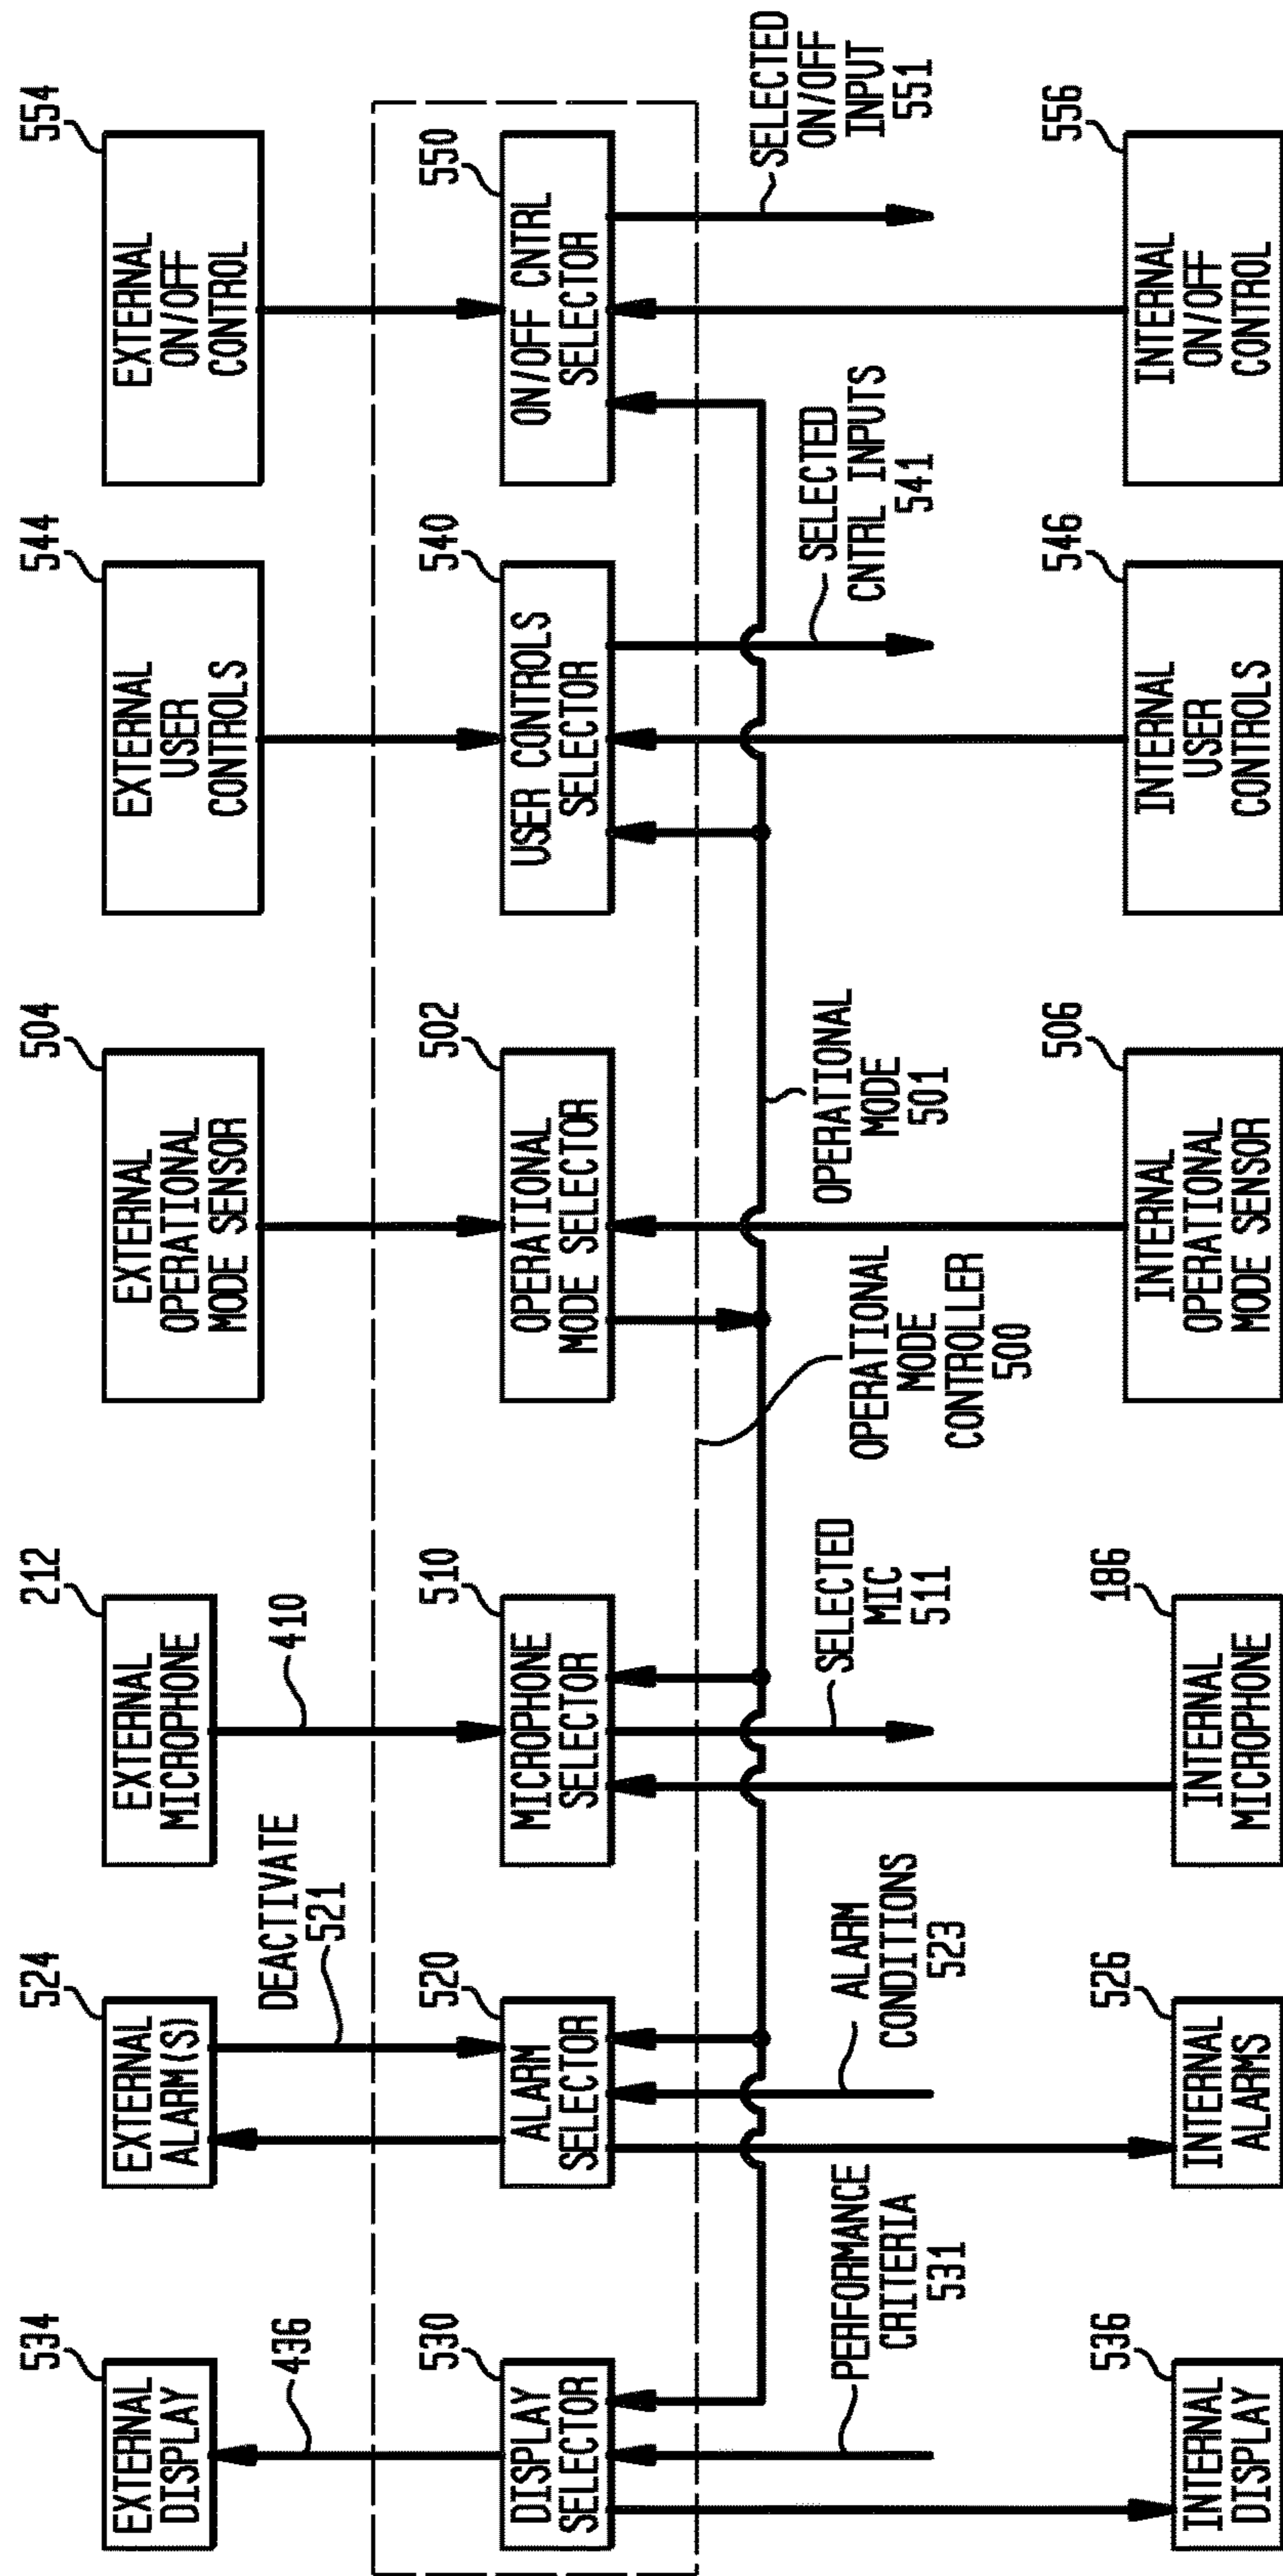 534
EXTERNAL
DISPLAY
436
530
DISPLAY
SELECTOR
PERFORMANCE
CRITERIA
531
536
INTERNAL
DISPLAY
524
EXTERNAL
ALARM(S)
DEACTIVATE
521
520
ALARM
SELECTOR
ALARM
CONDITIONS
523
526
INTERNAL
ALARMS
212
EXTERNAL
MICROPHONE
410
510
MICROPHONE
SELECTOR
SELECTED
MIC
511
186
INTERNAL
MICROPHONE
504
EXTERNAL
OPERATIONAL
MODE SENSOR
502
OPERATIONAL
MODE SELECTOR
OPERATIONAL
MODE
CONTROLLER
500
OPERATIONAL
MODE
501
506
INTERNAL
OPERATIONAL
MODE SENSOR
544
EXTERNAL
USER
CONTROLS
540
USER CONTROLS
SELECTOR
SELECTED
CNTRL INPUTS
541
546
INTERNAL
USER
CONTROLS
554
EXTERNAL
ON/OFF
CONTROL
550
ON/OFF CNTRL
SELECTOR
SELECTED
ON/OFF
INPUT
551
556
INTERNAL
ON/OFF
CONTROL